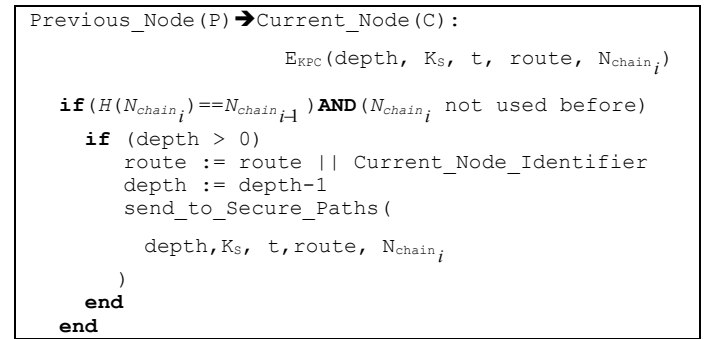 Previous_Node(P)➔Current_Node(C):
E_KPC(depth, K_S, t, route, N_chain_i)
if(H(N_chain_i)==N_chain_i-1 )AND(N_chain_i not used before)
if (depth > 0)
route := route || Current_Node_Identifier
depth := depth-1
send_to_Secure_Paths(
depth,K_S, t,route, N_chain_i
)
end
end